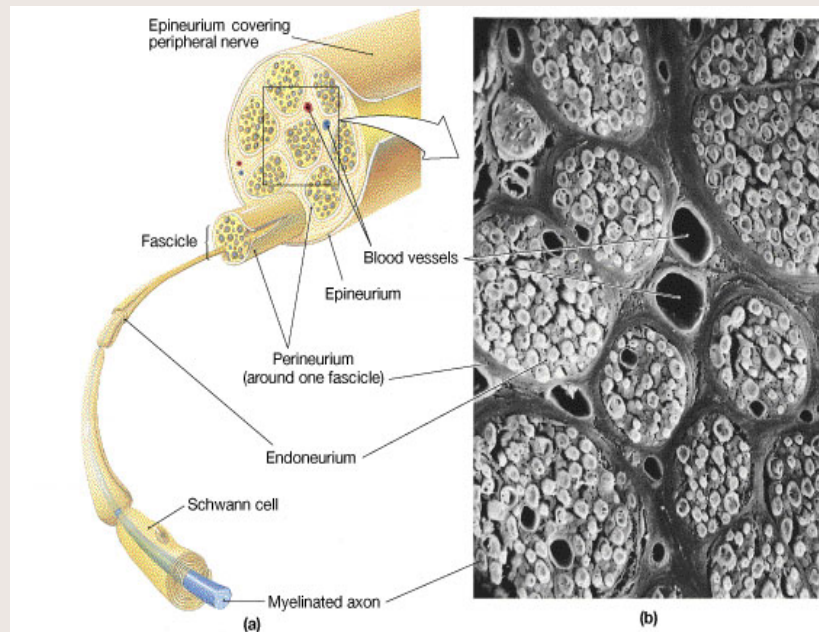 Epineurium covering
peripheral nerve
Fascicle
Blood vessels
Epineurium
Perineurium
(around one fascicle)
Endoneurium
Schwann cell
Myelinated axon
(a)
(b)